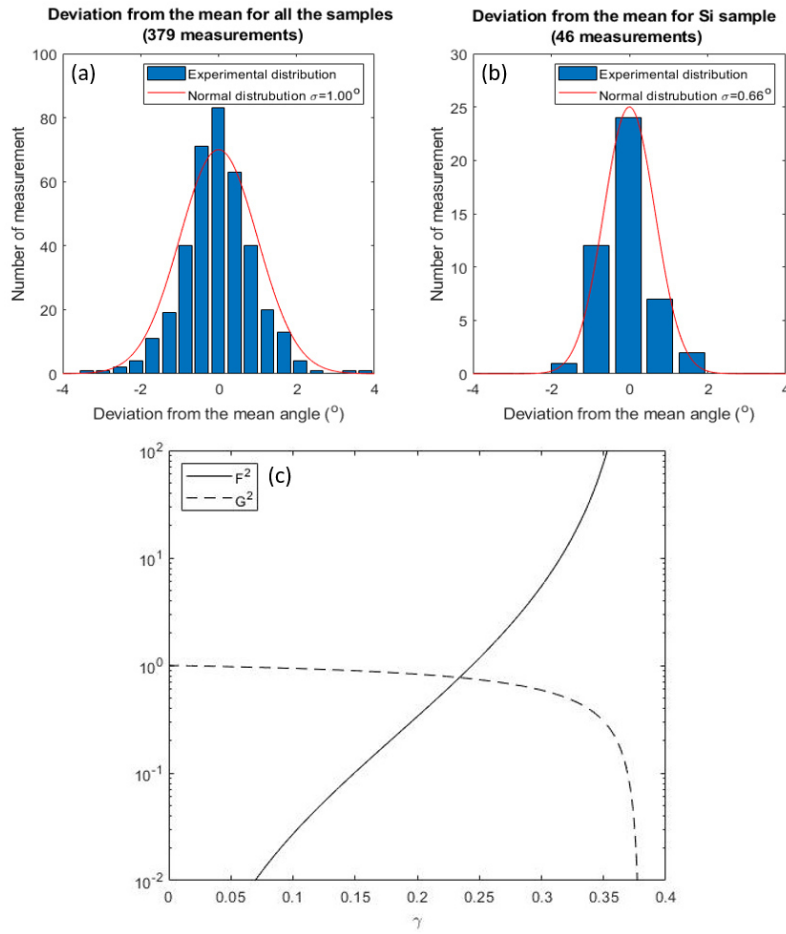 Deviation from the mean for all the samples
(379 measurements)
(a)
Experimental distribution
Normal distrubution σ=1.00°
Number of measurement
100
80
60
40
20
0
-4
-2
0
2
4
Deviation from the mean angle (°)
Deviation from the mean for Si sample
(46 measurements)
(b)
Experimental distribution
Normal distrubution σ=0.66°
Number of measurement
30
25
20
15
10
5
0
-4
-2
0
2
4
Deviation from the mean angle (°)
(c)
F²
G²
10²
10¹
10⁰
10⁻¹
10⁻²
0
0.05
0.1
0.15
0.2
0.25
0.3
0.35
0.4
γ